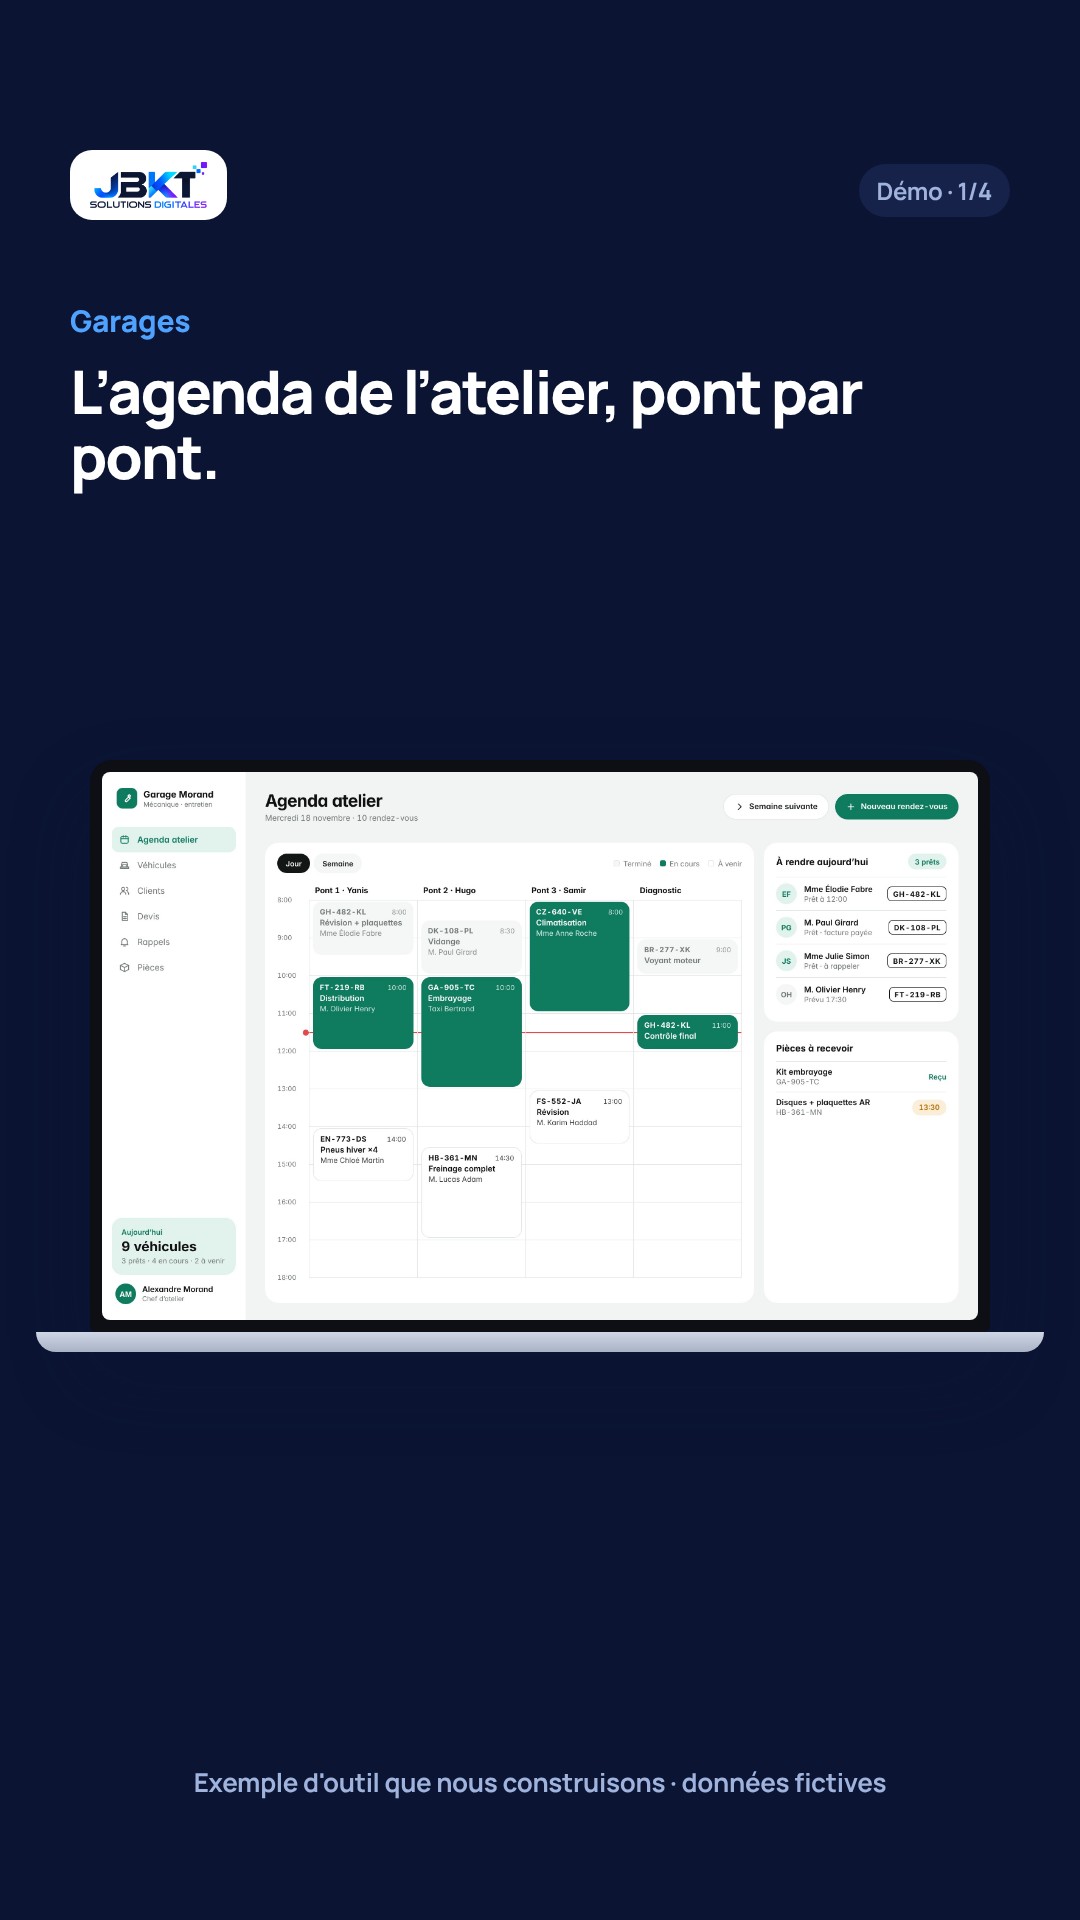 JBKT
SOLUTIONS DIGITALES
Démo · 1/4
Garages
L’agenda de l’atelier, pont par
pont.
Garage Morand
Mécanique · entretien
Agenda atelier
Véhicules
Clients
Devis
Rappels
Pièces
Aujourd’hui
9 véhicules
3 prêts · 4 en cours · 2 à venir
AM
Alexandre Morand
Chef d’atelier
Agenda atelier
Mercredi 18 novembre · 10 rendez-vous
Semaine suivante
Nouveau rendez-vous
Jour
Semaine
Terminé
En cours
À venir
Pont 1 · Yanis
Pont 2 · Hugo
Pont 3 · Samir
Diagnostic
8:00
9:00
10:00
11:00
12:00
13:00
14:00
15:00
16:00
17:00
18:00
GH-482-KL 8:00
Révision + plaquettes
Mme Élodie Fabre
FT-219-RB 10:00
Distribution
M. Olivier Henry
EN-773-DS 14:00
Pneus hiver ×4
Mme Chloé Martin
DK-108-PL 8:30
Vidange
M. Paul Girard
GA-905-TC 10:00
Embrayage
Taxi Bertrand
HB-361-MN 14:30
Freinage complet
M. Lucas Adam
CZ-640-VE 8:00
Climatisation
Mme Anne Roche
FS-552-JA 13:00
Révision
M. Karim Haddad
BR-277-XK 9:00
Voyant moteur
GH-482-KL 11:00
Contrôle final
À rendre aujourd’hui
3 prêts
EF
Mme Élodie Fabre
Prêt à 12:00
GH-482-KL
PG
M. Paul Girard
Prêt · facture payée
DK-108-PL
JS
Mme Julie Simon
Prêt · à rappeler
BR-277-XK
OH
M. Olivier Henry
Prévu 17:30
FT-219-RB
Pièces à recevoir
Kit embrayage
GA-905-TC
Reçu
Disques + plaquettes AR
HB-361-MN
13:30
Exemple d'outil que nous construisons · données fictives